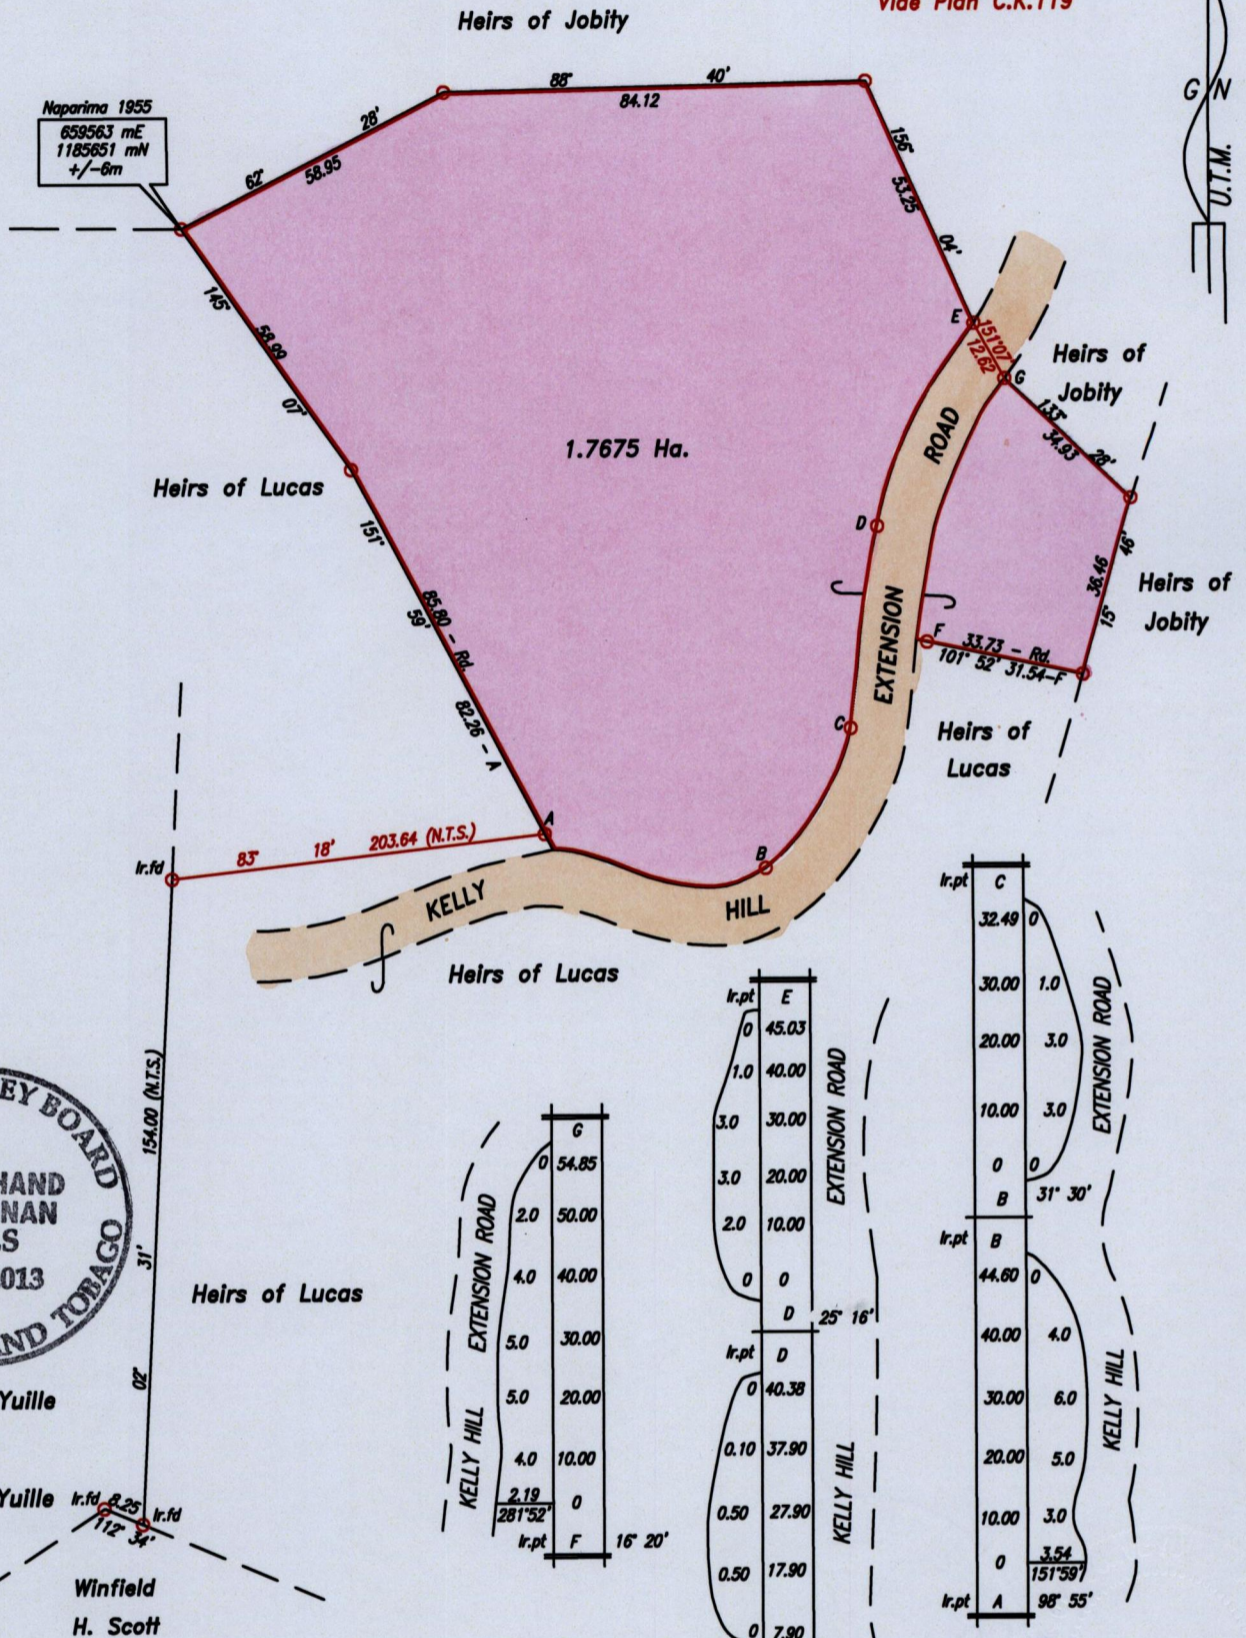 Vide Plan C.K.119
Heirs of Jobity
G N
U.T.M.
Naparima 1955
659563 mE
1185651 mN
+/-6m
62° 28'
58.95
88° 40'
84.12
156° 04'
53.25
E
151°07'
12.62
G
Heirs of
Jobity
133° 28'
34.93
145° 07'
58.99
1.7675 Ha.
ROAD
Heirs of Lucas
D
151° 59'
85.80 - Rd.
82.26 - A
EXTENSION
15° 46'
36.46
Heirs of
Jobity
F
33.73 - Rd.
101° 52' 31.54-F
C
Heirs of
Lucas
A
B
Ir.fd
83° 18' 203.64 (N.T.S.)
KELLY
HILL
Heirs of Lucas
154.00 (N.T.S.)
02° 31'
Heirs of Lucas
EY BOARD
HAND
NAN
S
013
AND TOBAGO
Yuille
Yuille
Ir.fd 8.25 Ir.fd
112° 34'
Winfield
H. Scott
G
0 54.85
2.0 50.00
4.0 40.00
5.0 30.00
5.0 20.00
4.0 10.00
2.19 0
281°52'
Ir.pt F 16° 20'
KELLY HILL EXTENSION ROAD
Ir.pt E
0 45.03
1.0 40.00
3.0 30.00
3.0 20.00
2.0 10.00
0 0
D 25° 16'
Ir.pt D
0 40.38
0.10 37.90
0.50 27.90
0.50 17.90
0 7.90
KELLY HILL EXTENSION ROAD
Ir.pt C
32.49 0
30.00 1.0
20.00 3.0
10.00 3.0
0 0
B 31° 30'
Ir.pt B
44.60 0
40.00 4.0
30.00 6.0
20.00 5.0
10.00 3.0
0 3.54
151°59'
Ir.pt A 98° 55'
KELLY HILL EXTENSION ROAD